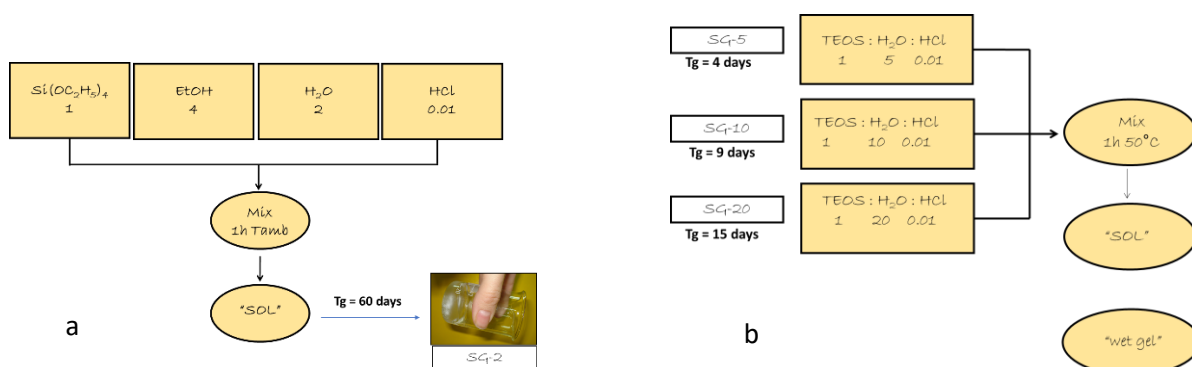 Si(OC₂H₅)₄
1
EtOH
4
H₂O
2
HCl
0.01
Mix
1h Tamb
"SOL"
Tg = 60 days
SG-2
a
SG-5
Tg = 4 days
TEOS : H₂O : HCl
1 5 0.01
SG-10
Tg = 9 days
TEOS : H₂O : HCl
1 10 0.01
SG-20
Tg = 15 days
TEOS : H₂O : HCl
1 20 0.01
Mix
1h 50°C
"SOL"
"wet gel"
b